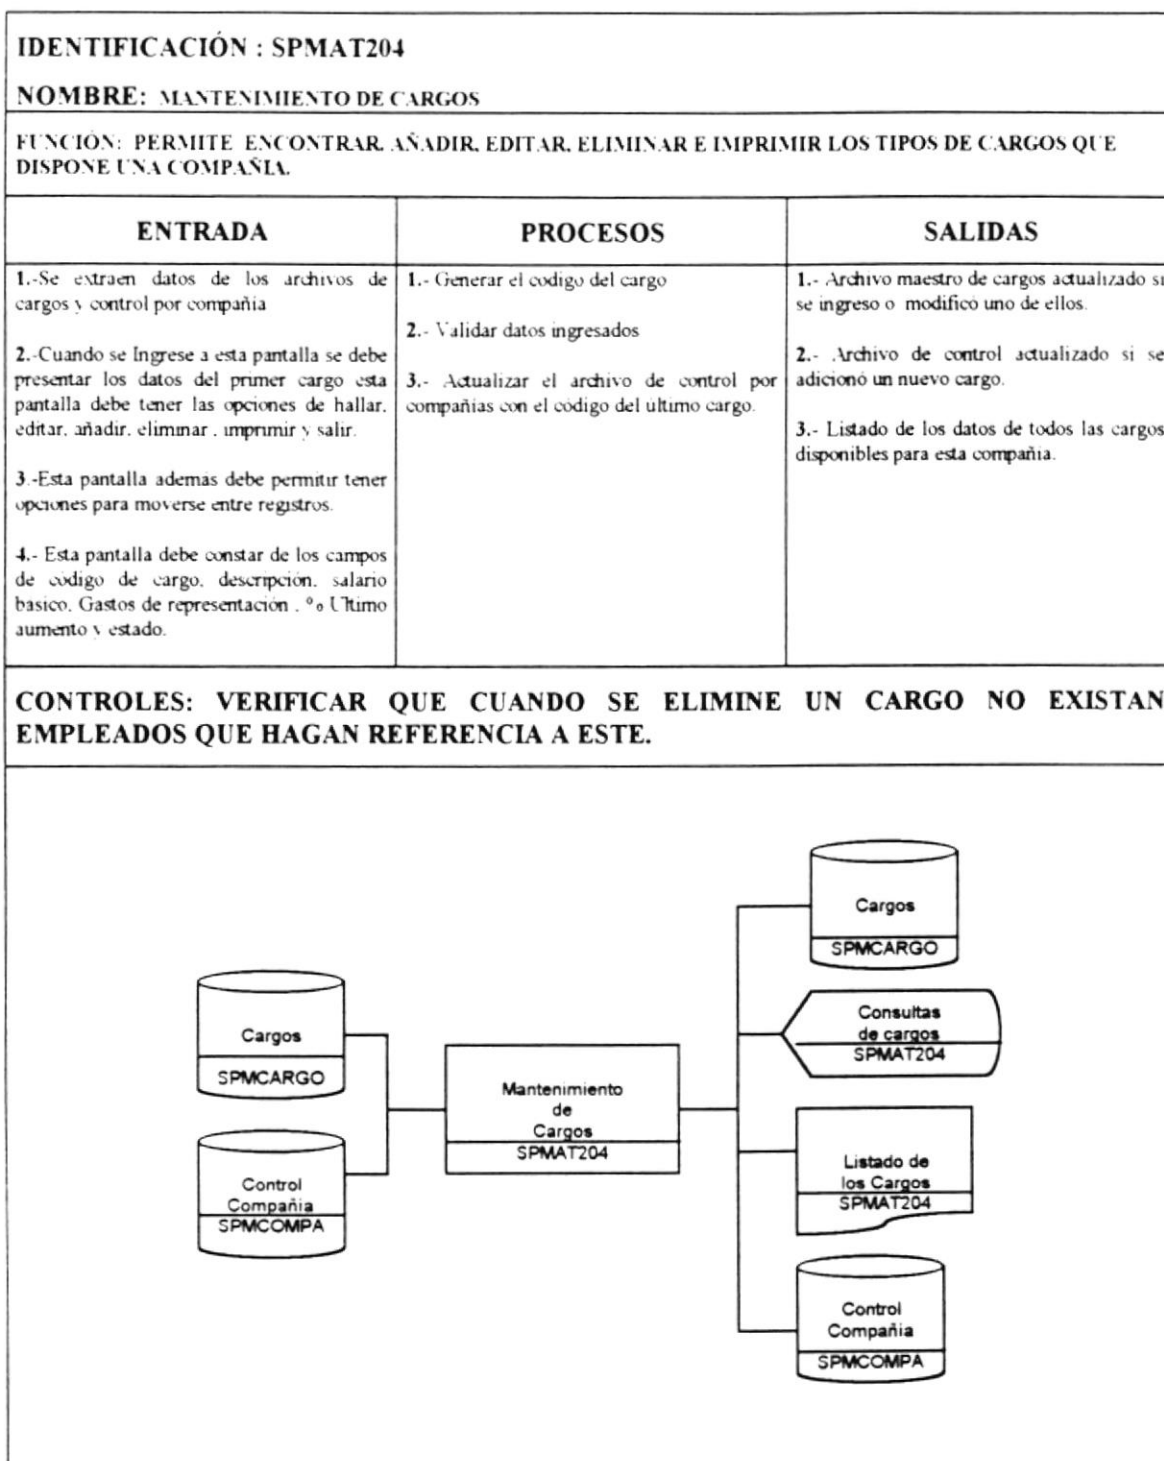 IDENTIFICACIÓN : SPMAT204
NOMBRE: MANTENIMIENTO DE CARGOS
FUNCIÓN: PERMITE ENCONTRAR, AÑADIR, EDITAR, ELIMINAR E IMPRIMIR LOS TIPOS DE CARGOS QUE
DISPONE UNA COMPAÑIA.
ENTRADA
1.-Se extraen datos de los archivos de
cargos y control por compañia
2.-Cuando se Ingrese a esta pantalla se debe
presentar los datos del primer cargo esta
pantalla debe tener las opciones de hallar,
editar, añadir, eliminar , imprimir y salir.
3.-Esta pantalla además debe permitir tener
opciones para moverse entre registros.
4.- Esta pantalla debe constar de los campos
de código de cargo, descripción, salario
basico, Gastos de representación , % Ultimo
aumento y estado.
PROCESOS
1.- Generar el codigo del cargo
2.- Validar datos ingresados
3.- Actualizar el archivo de control por
compañias con el código del último cargo.
SALIDAS
1.- Archivo maestro de cargos actualizado si
se ingreso o modificó uno de ellos.
2.- Archivo de control actualizado si se
adicionó un nuevo cargo.
3.- Listado de los datos de todos las cargos
disponibles para esta compañia.
CONTROLES: VERIFICAR QUE CUANDO SE ELIMINE UN CARGO NO EXISTAN
EMPLEADOS QUE HAGAN REFERENCIA A ESTE.
Cargos
SPMCARGO
Control
Compañia
SPMCOMPA
Mantenimiento
de
Cargos
SPMAT204
Cargos
SPMCARGO
Consultas
de cargos
SPMAT204
Listado de
los Cargos
SPMAT204
Control
Compañia
SPMCOMPA